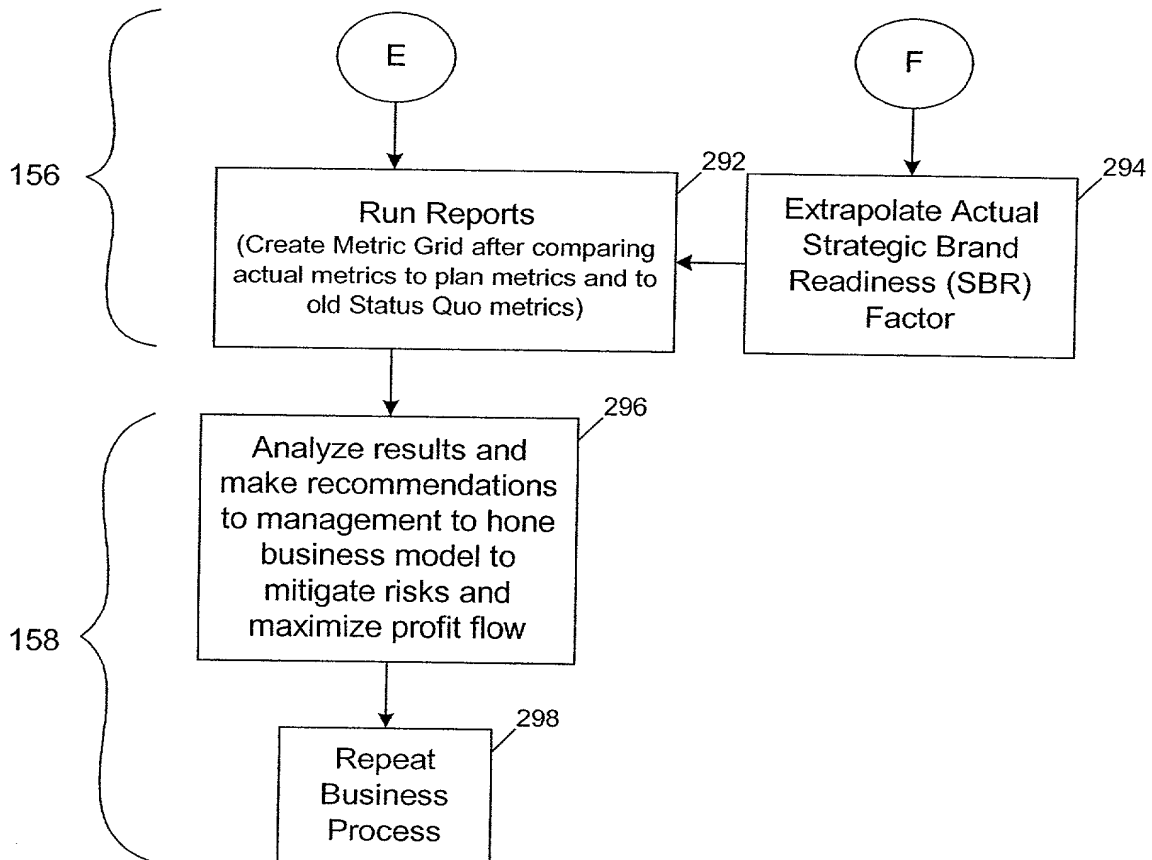 E
F
156
292
294
Run Reports
(Create Metric Grid after comparing
actual metrics to plan metrics and to
old Status Quo metrics)
Extrapolate Actual
Strategic Brand
Readiness (SBR)
Factor
296
Analyze results and
make recommendations
to management to hone
business model to
mitigate risks and
maximize profit flow
158
298
Repeat
Business
Process